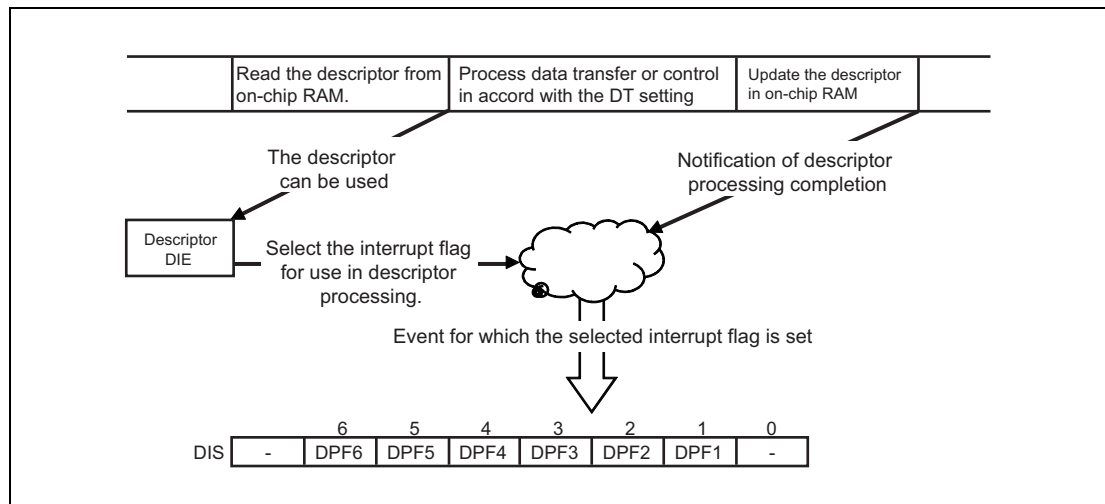 Read the descriptor from
on-chip RAM.
Process data transfer or control
in accord with the DT setting
Update the descriptor
in on-chip RAM
The descriptor
can be used
Notification of descriptor
processing completion
Descriptor
DIE
Select the interrupt flag
for use in descriptor
processing.
Event for which the selected interrupt flag is set
6 5 4 3 2 1 0
DIS - DPF6 DPF5 DPF4 DPF3 DPF2 DPF1 -